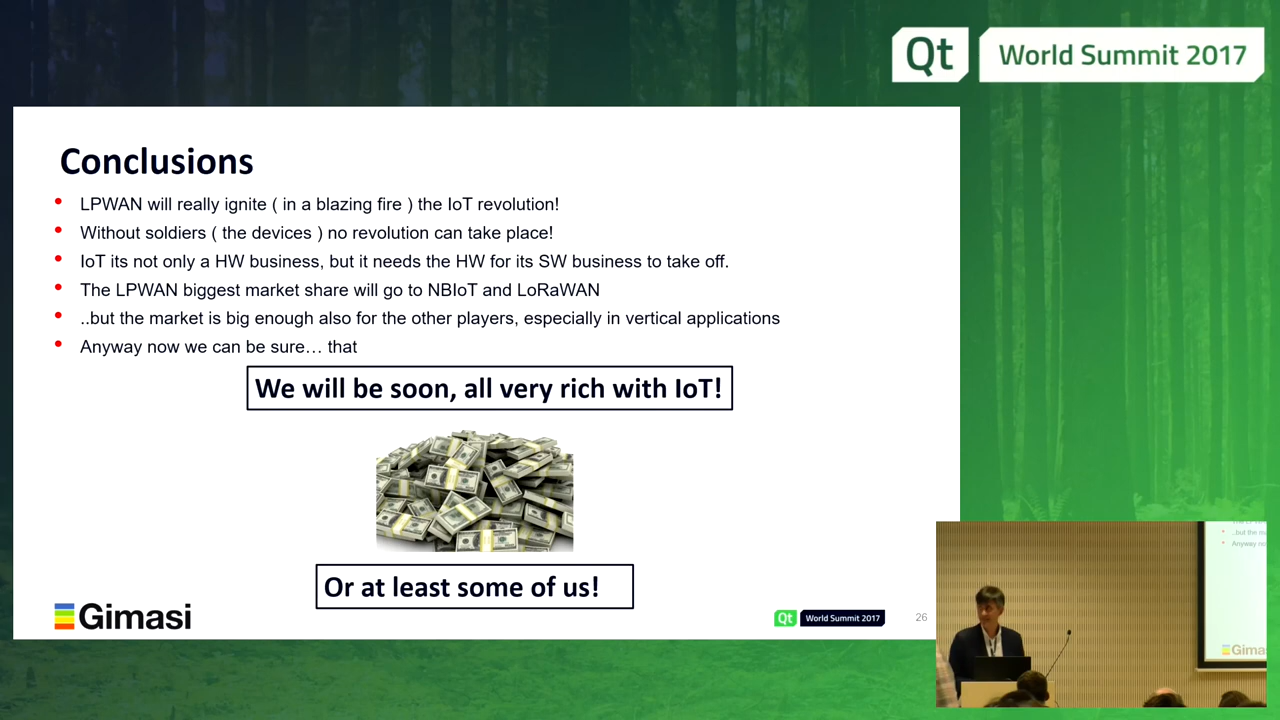 Qt World Summit 2017
Conclusions
LPWAN will really ignite ( in a blazing fire ) the IoT revolution!
Without soldiers ( the devices ) no revolution can take place!
IoT its not only a HW business, but it needs the HW for its SW business to take off.
The LPWAN biggest market share will go to NBIoT and LoRaWAN
..but the market is big enough also for the other players, especially in vertical applications
Anyway now we can be sure… that
We will be soon, all very rich with IoT!
Or at least some of us!
Gimasi
Qt World Summit 2017
26
..but the
Anyway
Gimasi